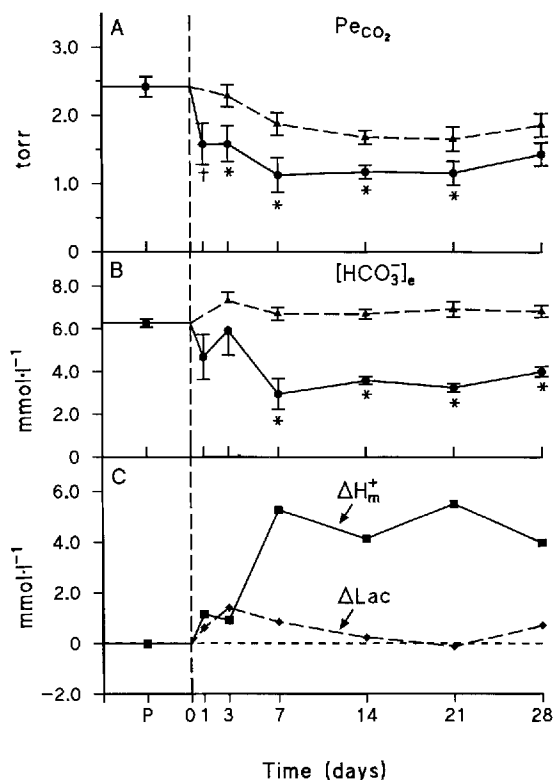 A
Pe_CO₂
3.0
2.0
1.0
0
torr
†
*
*
*
*
B
[HCO₃⁻]ₑ
8.0
6.0
4.0
2.0
0
mmol·l⁻¹
*
*
*
*
C
6.0
4.0
2.0
0
−2.0
mmol·l⁻¹
ΔH⁺ₘ
ΔLac
P 0 1 3 7 14 21 28
Time (days)